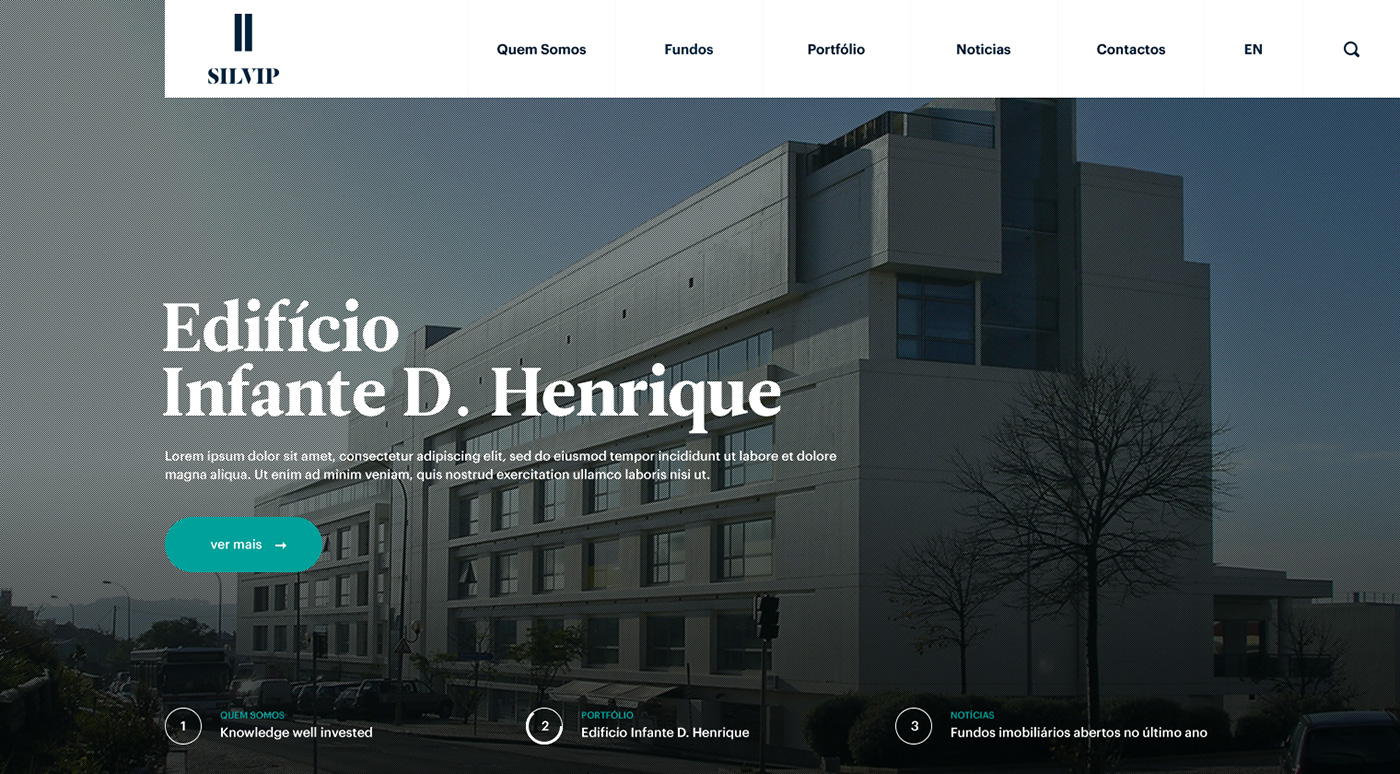 SILVIP
Quem Somos
Fundos
Portfólio
Noticias
Contactos
EN
Edifício
Infante D. Henrique
Lorem ipsum dolor sit amet, consectetur adipiscing elit, sed do eiusmod tempor incididunt ut labore et dolore
magna aliqua. Ut enim ad minim veniam, quis nostrud exercitation ullamco laboris nisi ut.
ver mais →
1
QUEM SOMOS
Knowledge well invested
2
PORTFÓLIO
Edificio Infante D. Henrique
3
NOTÍCIAS
Fundos imobiliários abertos no último ano